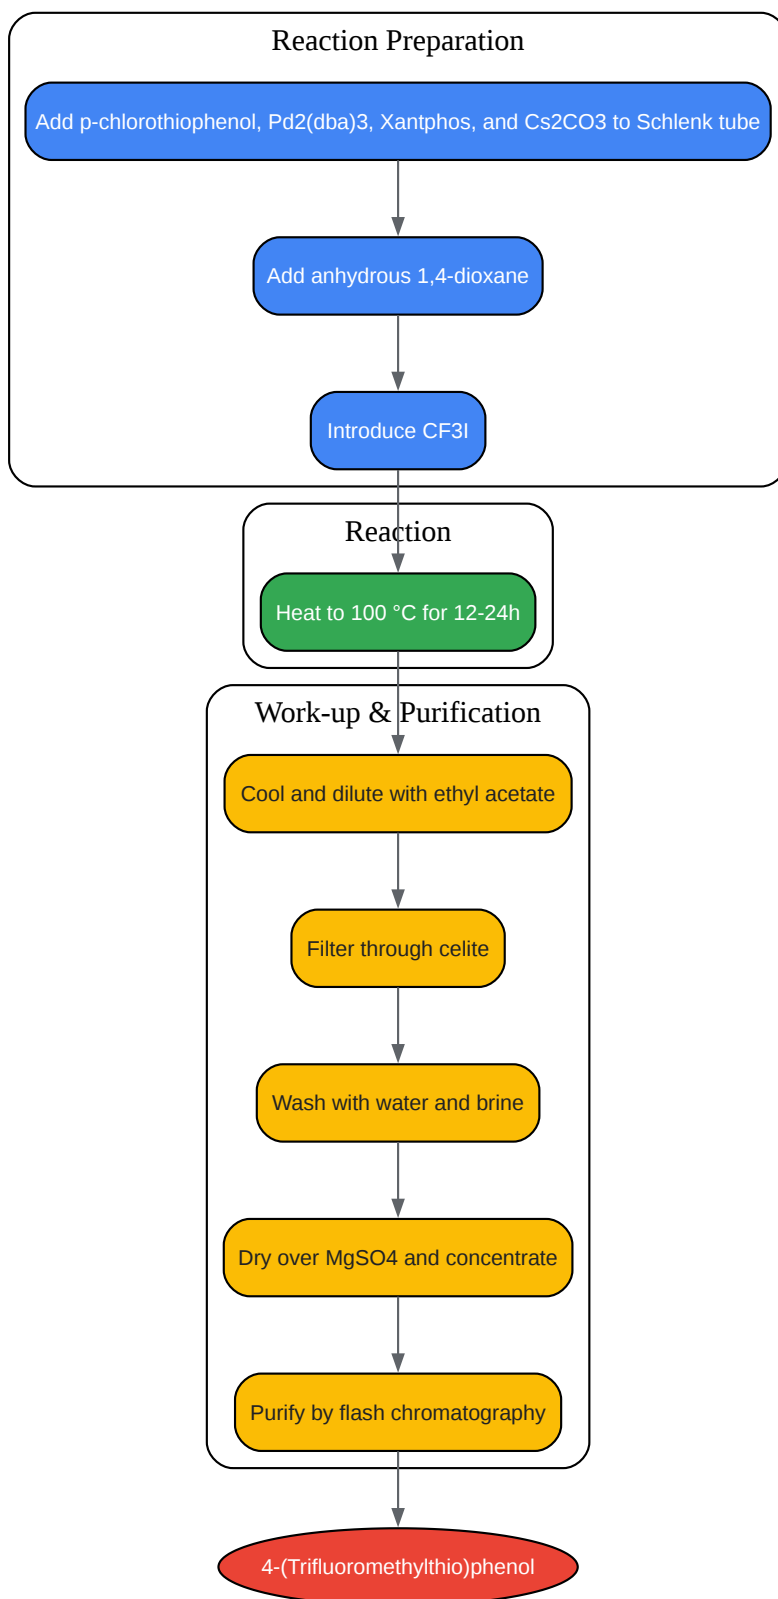 Reaction Preparation
Add p-chlorothiophenol, Pd2(dba)3, Xantphos, and Cs2CO3 to Schlenk tube
Add anhydrous 1,4-dioxane
Introduce CF3I
Reaction
Heat to 100 °C for 12-24h
Work-up & Purification
Cool and dilute with ethyl acetate
Filter through celite
Wash with water and brine
Dry over MgSO4 and concentrate
Purify by flash chromatography
4-(Trifluoromethylthio)phenol